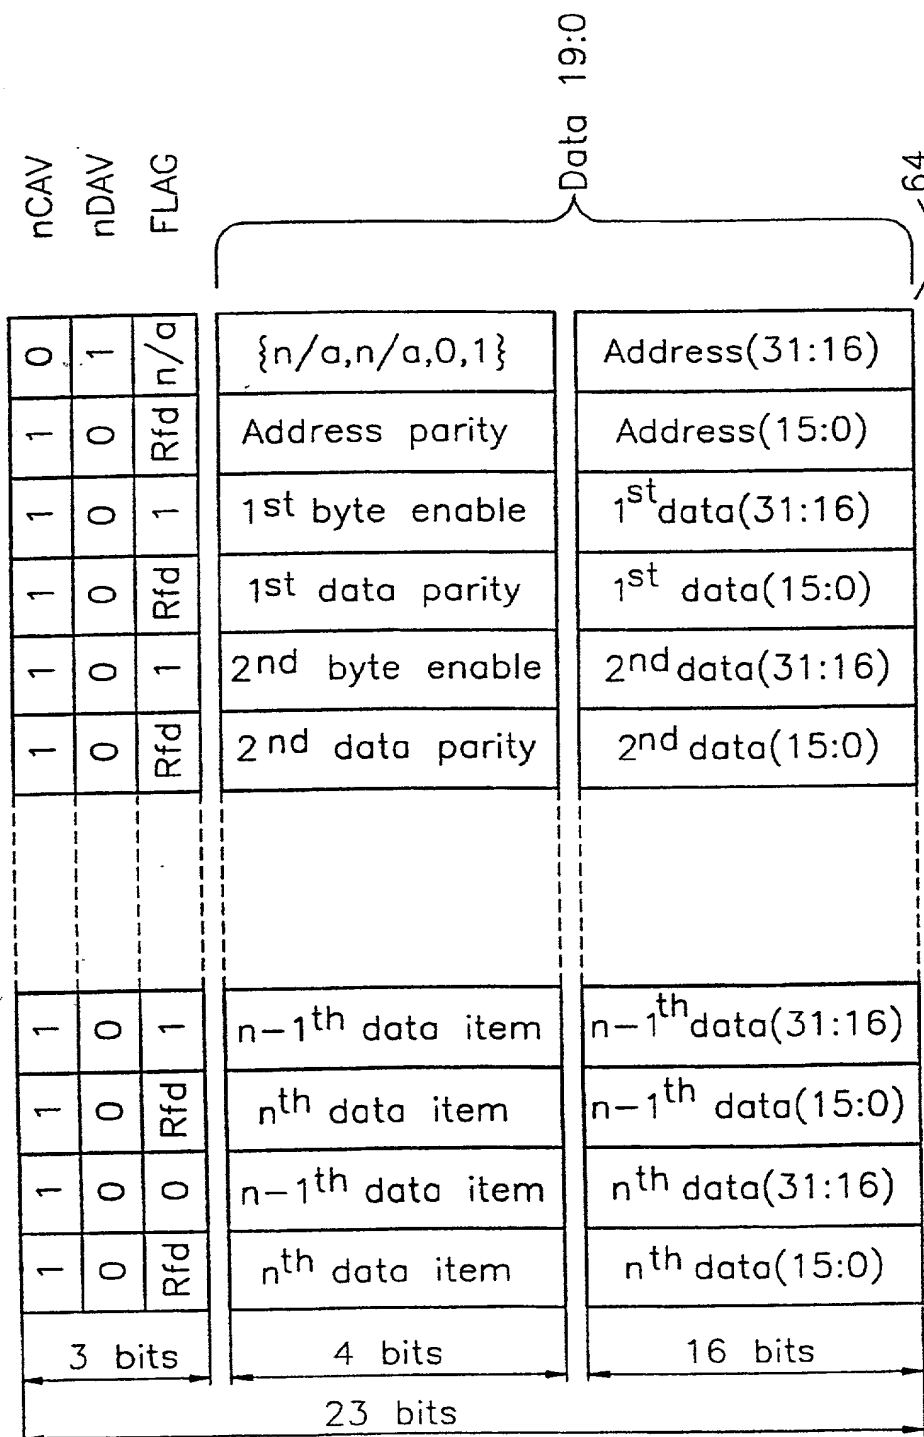 nCAV
nDAV
FLAG
Data 19:0
64
0 1 n/a {n/a,n/a,0,1} Address(31:16)
1 0 Rfd Address parity Address(15:0)
1 0 1 1st byte enable 1st data(31:16)
1 0 Rfd 1st data parity 1st data(15:0)
1 0 1 2nd byte enable 2nd data(31:16)
1 0 Rfd 2nd data parity 2nd data(15:0)
1 0 1 n-1th data item n-1th data(31:16)
1 0 Rfd nth data item n-1th data(15:0)
1 0 0 n-1th data item nth data(31:16)
1 0 Rfd nth data item nth data(15:0)
3 bits 4 bits 16 bits
23 bits